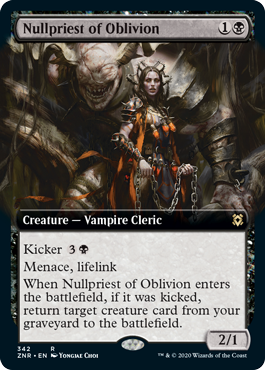 Nullpriest of Oblivion 1
Creature — Vampire Cleric
Kicker 3
Menace, lifelink
When Nullpriest of Oblivion enters
the battlefield, if it was kicked,
return target creature card from your
graveyard to the battlefield.
2/1
342 R
ZNR • EN Yongjae Choi
™ & © 2020 Wizards of the Coast